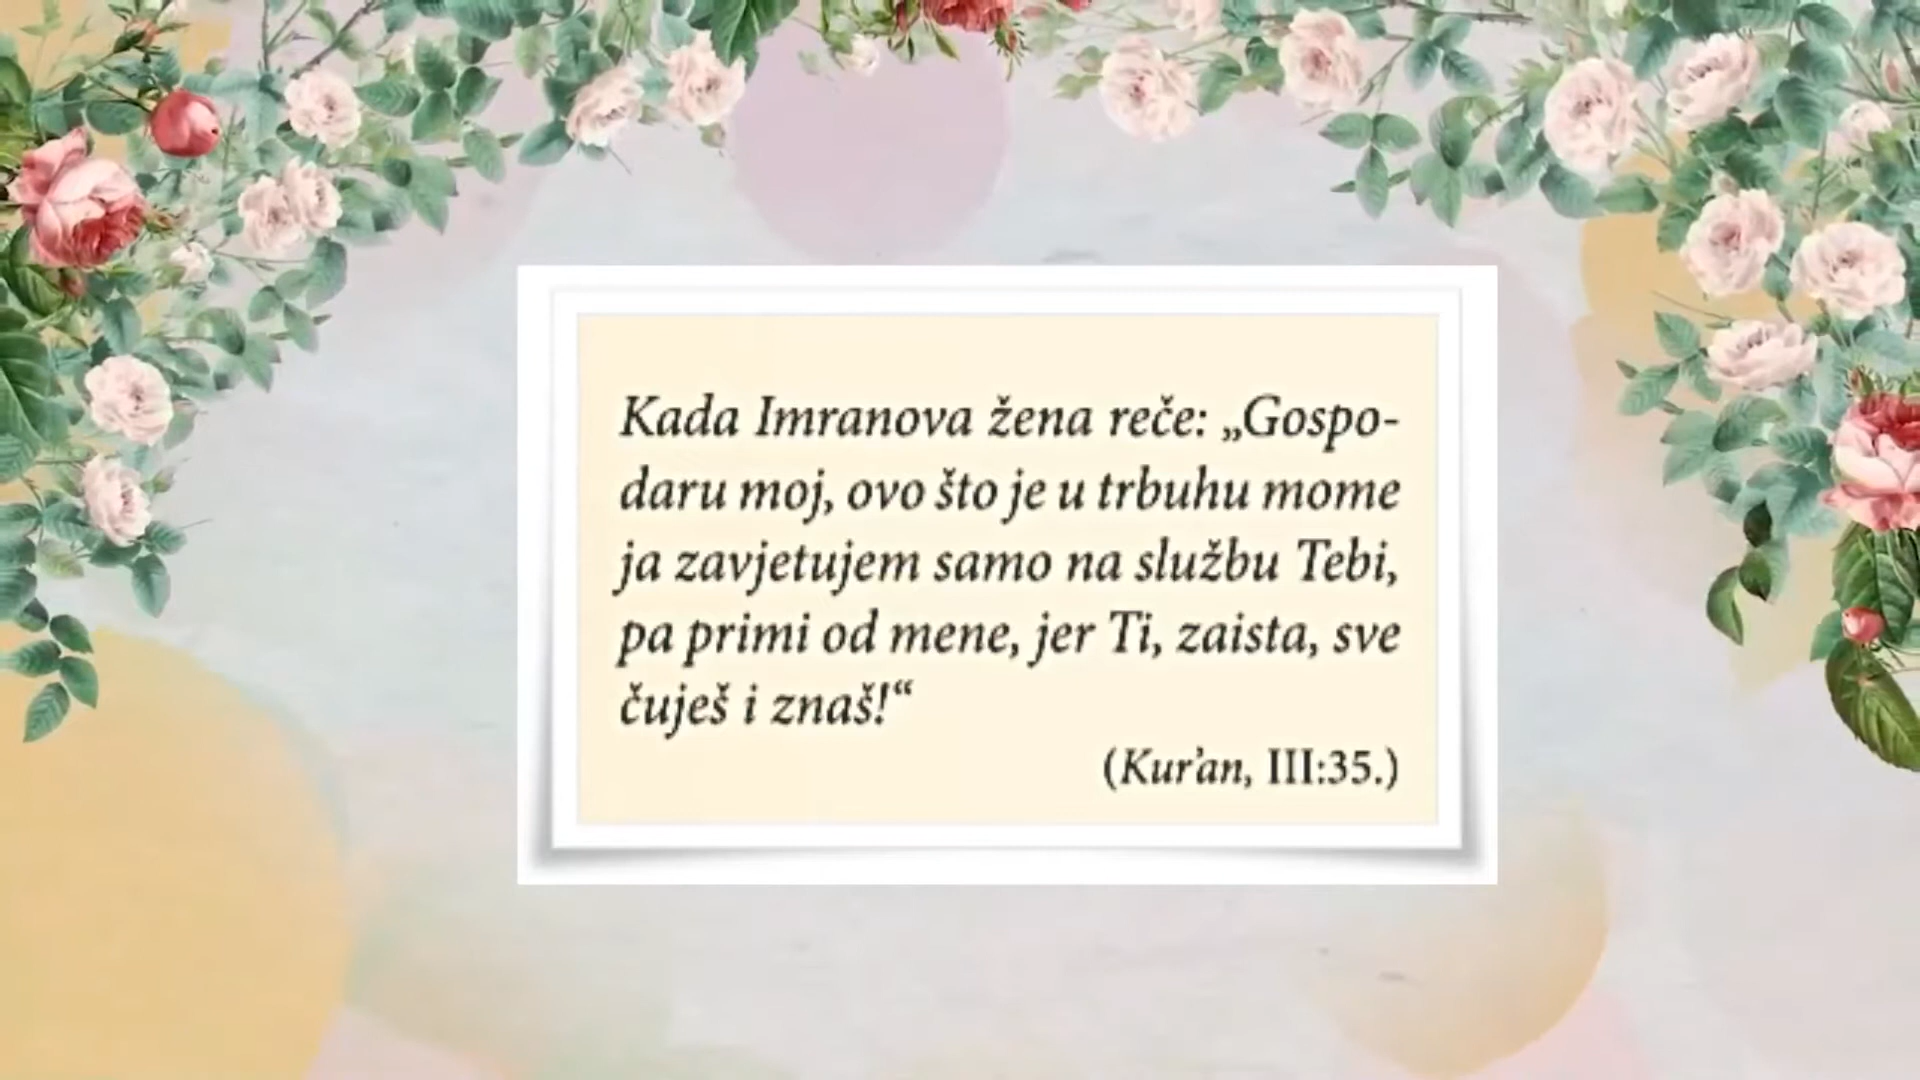 Kada Imranova žena reče: „Gospo-
daru moj, ovo što je u trbuhu mome
ja zavjetujem samo na službu Tebi,
pa primi od mene, jer Ti, zaista, sve
čuješ i znaš!“
(Kur’an, III:35.)